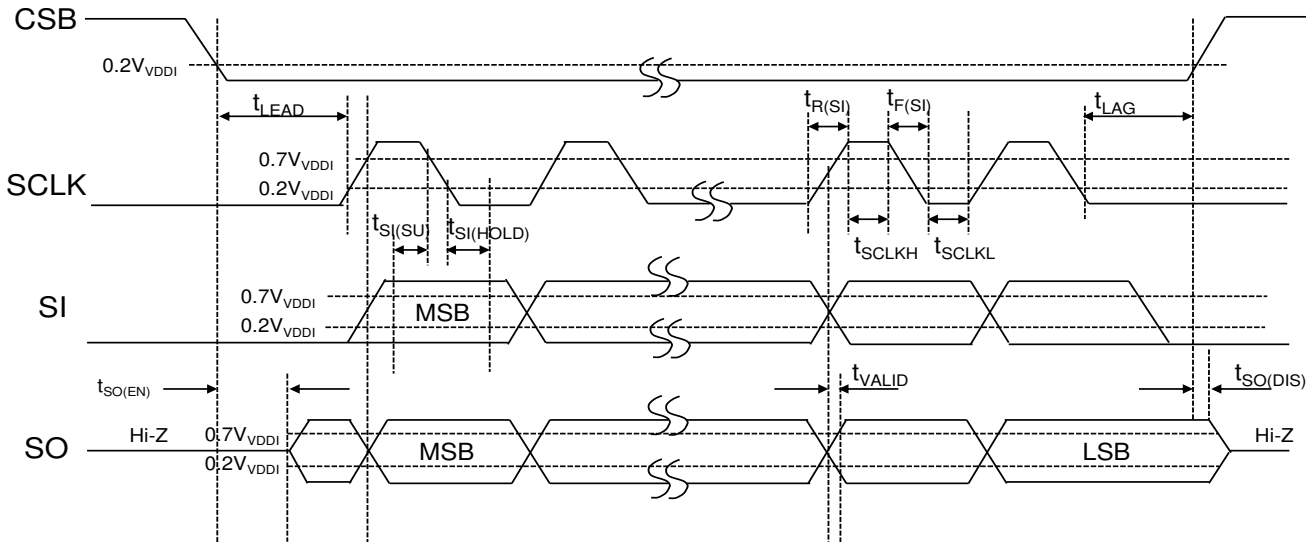 CSB
0.2VVDDI
tLEAD
tR(SI)
tF(SI)
tLAG
0.7VVDDI
SCLK
0.2VVDDI
tSI(SU)
tSI(HOLD)
tSCLKH
tSCLKL
0.7VVDDI
SI
MSB
0.2VVDDI
tSO(EN)
tVALID
tSO(DIS)
Hi-Z
0.7VVDDI
SO
MSB
LSB
Hi-Z
0.2VVDDI